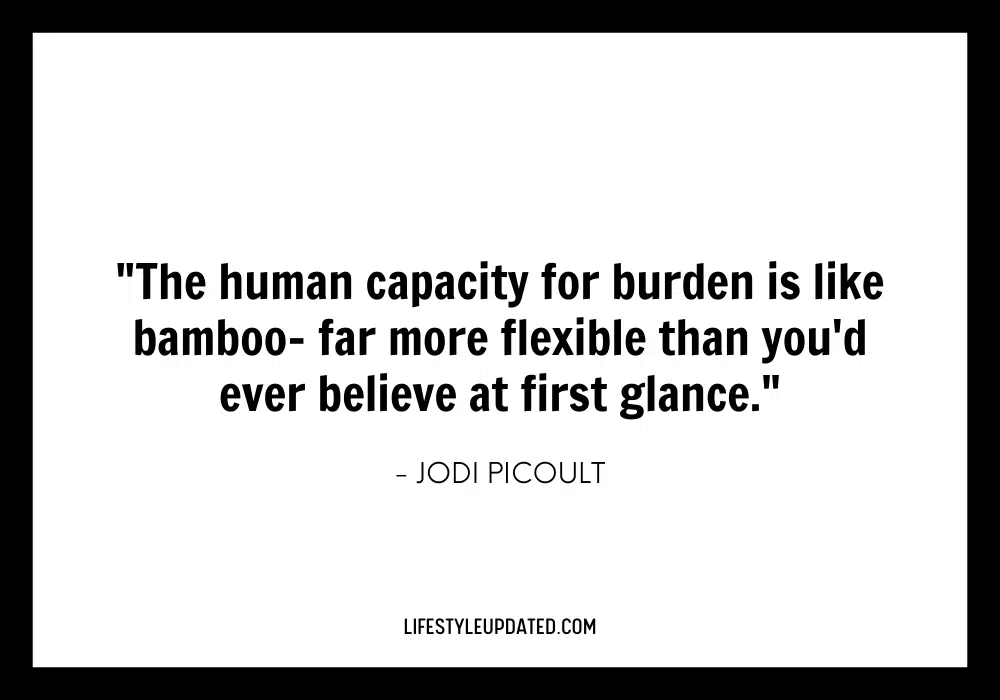 "The human capacity for burden is like
bamboo- far more flexible than you'd
ever believe at first glance."
– JODI PICOULT
LIFESTYLEUPDATED.COM